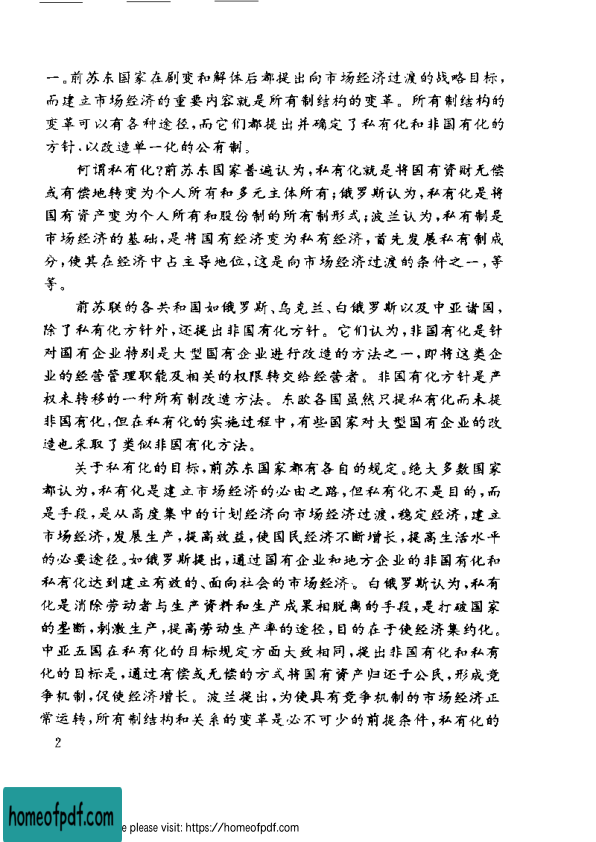 一。前苏东国家在剧变和解体后都提出向市场经济过渡的战略目标，
而建立市场经济的重要内容就是所有制结构的变革。所有制结构的
变革可以有各种途径，而它们都提出并确定了私有化和非国有化的
方针，以改造单一化的公有制。
何谓私有化？前苏东国家普遍认为，私有化就是将国有资财无偿
或有偿地转变为个人所有和多元主体所有；俄罗斯认为，私有化是将
国有资产变为个人所有和股份制的所有制形式；波兰认为，私有制是
市场经济的基础，是将国有经济变为私有经济，首先发展私有制成
分，使其在经济中占主导地位，这是向市场经济过渡的条件之一，等
等。
前苏联的各共和国如俄罗斯、乌克兰、白俄罗斯以及中亚诸国，
除了私有化方针外，还提出非国有化方针。它们认为，非国有化是针
对国有企业特别是大型国有企业进行改造的方法之一，即将这类企
业的经营管理职能及相关的权限转交给经营者。非国有化方针是产
权未转移的一种所有制改造方法。东欧各国虽然只提私有化而未提
非国有化，但在私有化的实施过程中，有些国家对大型国有企业的改
造也采取了类似非国有化方法。
关于私有化的目标，前苏东国家都有各自的规定。绝大多数国家
都认为，私有化是建立市场经济的必由之路，但私有化不是目的，而
是手段，是从高度集中的计划经济向市场经济过渡，稳定经济，建立
市场经济，发展生产，提高效益，使国民经济不断增长，提高生活水平
的必要途径。如俄罗斯提出，通过国有企业和地方企业的非国有化和
私有化达到建立有效的、面向社会的市场经济。白俄罗斯认为，私有
化是消除劳动者与生产资料和生产成果相脱离的手段，是打破国家
的垄断，刺激生产，提高劳动生产率的途径，目的在于使经济集约化。
中亚五国在私有化的目标规定方面大致相同，提出非国有化和私有
化的目标是，通过有偿或无偿的方式将国有资产归还于公民，形成竞
争机制，促使经济增长。波兰提出，为使具有竞争机制的市场经济正
常运转，所有制结构和关系的变革是必不可少的前提条件，私有化的
2
homeofpdf.com
e please visit: https://homeofpdf.com